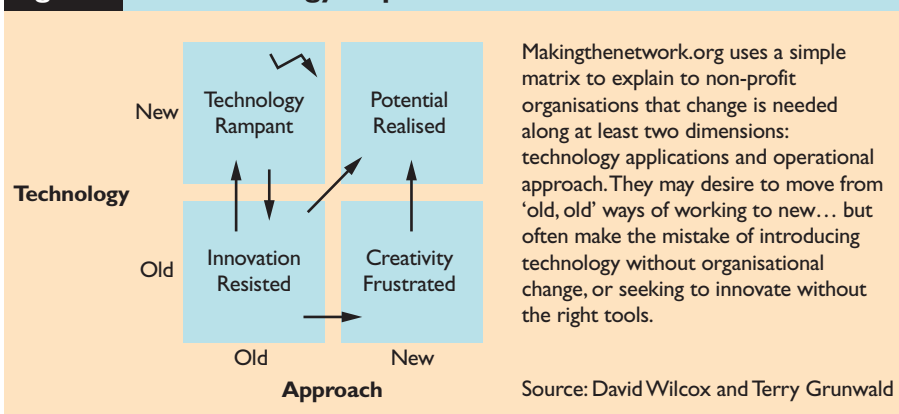 New
Technology
Rampant
Potential
Realised
Technology
Old
Innovation
Resisted
Creativity
Frustrated
Old
New
Approach
Makingthenetwork.org uses a simple
matrix to explain to non-profit
organisations that change is needed
along at least two dimensions:
technology applications and operational
approach. They may desire to move from
‘old, old’ ways of working to new… but
often make the mistake of introducing
technology without organisational
change, or seeking to innovate without
the right tools.
Source: David Wilcox and Terry Grunwald